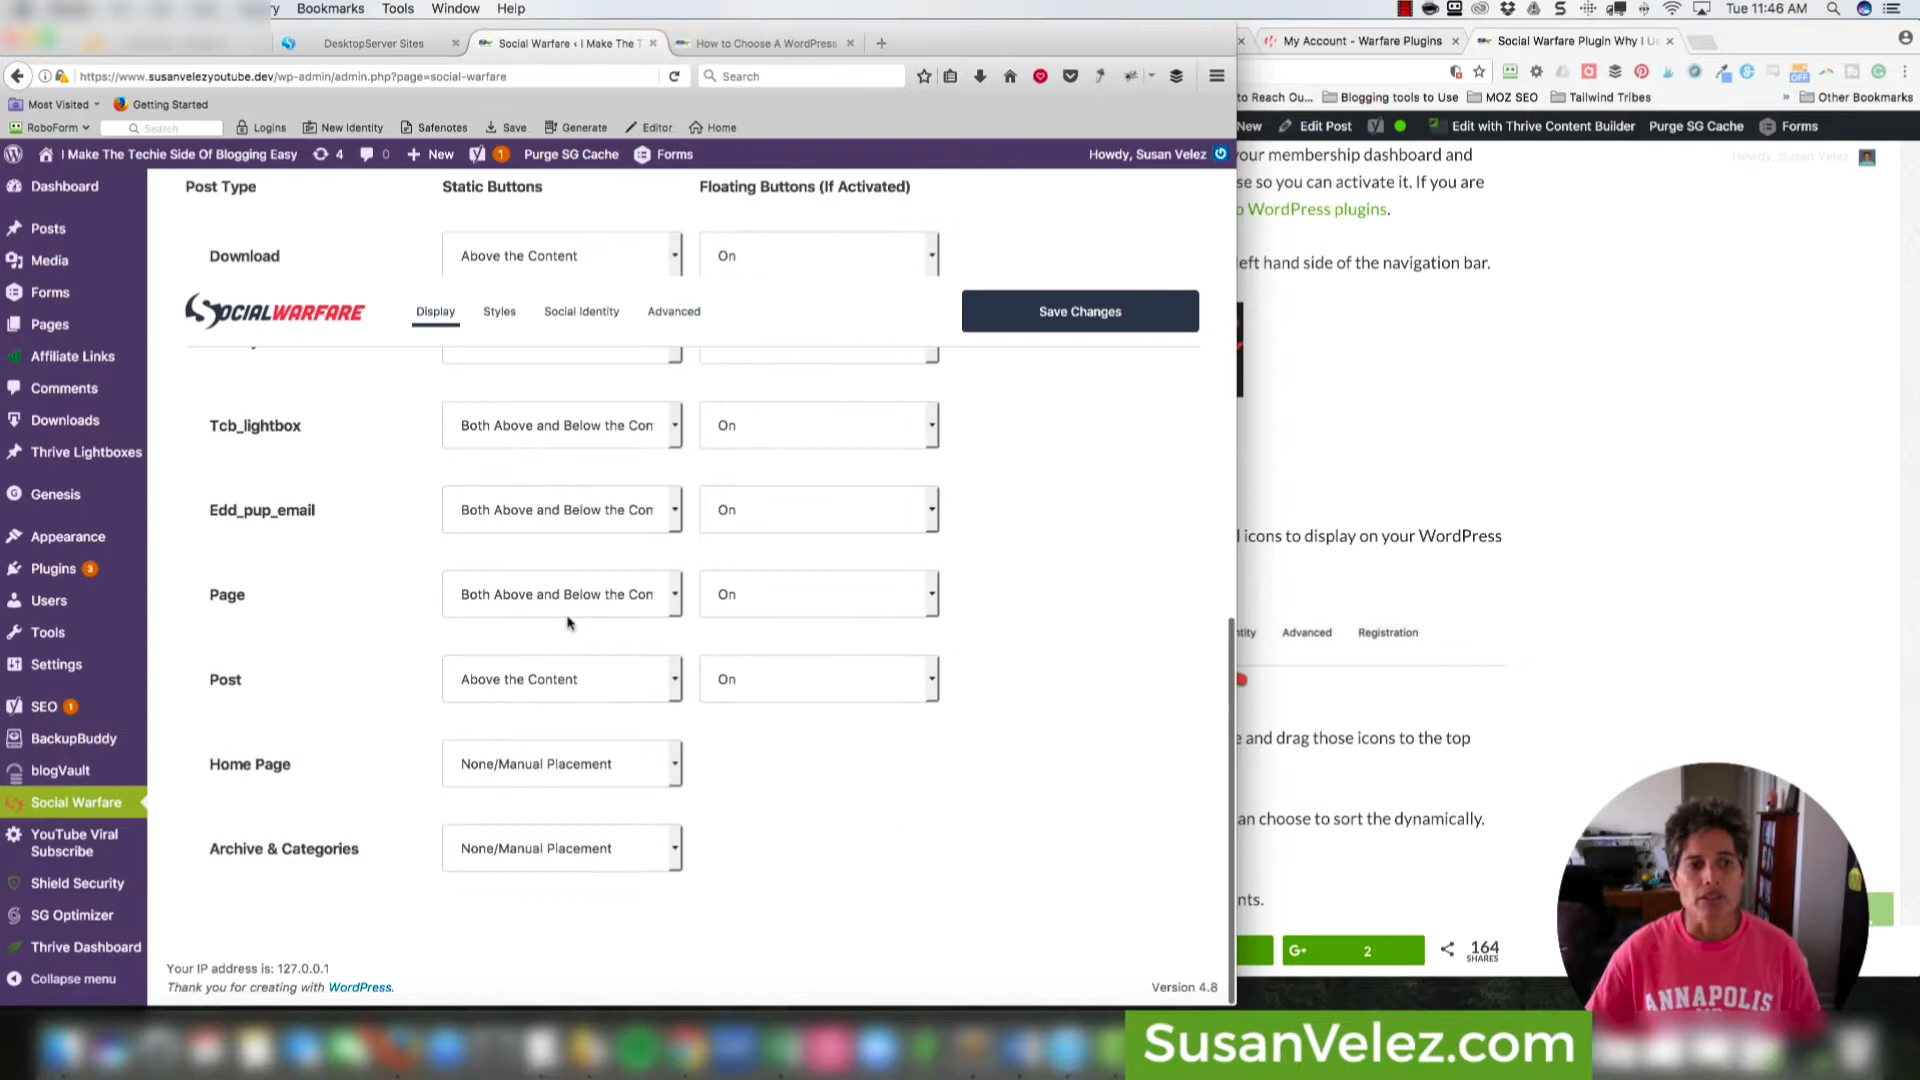 Bookmarks Tools Window Help
Tue 11:46 AM
DesktopServer Sites
Social Warfare ‹ I Make The T
How to Choose A WordPress
My Account - Warfare Plugins
Social Warfare Plugin Why I Us
https://www.susanvelezyoutube.dev/wp-admin/admin.php?page=social-warfare
Search
Most Visited
Getting Started
to Reach Ou...
Blogging tools to Use
MOZ SEO
Tailwind Tribes
Other Bookmarks
RoboForm
Search
Logins
New Identity
Safenotes
Save
Generate
Editor
Home
New
Edit Post
Edit with Thrive Content Builder
Purge SG Cache
Forms
I Make The Techie Side Of Blogging Easy
4
0
New
1
Purge SG Cache
Forms
Howdy, Susan Velez
Howdy, Susan Velez
Dashboard
Posts
Media
Forms
Pages
Affiliate Links
Comments
Downloads
Thrive Lightboxes
Genesis
Appearance
Plugins 3
Users
Tools
Settings
SEO 1
BackupBuddy
blogVault
Social Warfare
YouTube Viral
Subscribe
Shield Security
SG Optimizer
Thrive Dashboard
Collapse menu
Post Type Static Buttons Floating Buttons (If Activated)
Download Above the Content On
SOCIALWARFARE Display Styles Social Identity Advanced Save Changes
Tcb_lightbox Both Above and Below the Con On
Edd_pup_email Both Above and Below the Con On
Page Both Above and Below the Con On
Post Above the Content On
Home Page None/Manual Placement
Archive & Categories None/Manual Placement
Your IP address is: 127.0.0.1
Thank you for creating with WordPress.
Version 4.8
your membership dashboard and
se so you can activate it. If you are
o WordPress plugins.
left hand side of the navigation bar.
l icons to display on your WordPress
ntity Advanced Registration
e and drag those icons to the top
an choose to sort the dynamically.
nts.
G+ 2
164
SHARES
OFF
ANNAPOLIS
SusanVelez.com